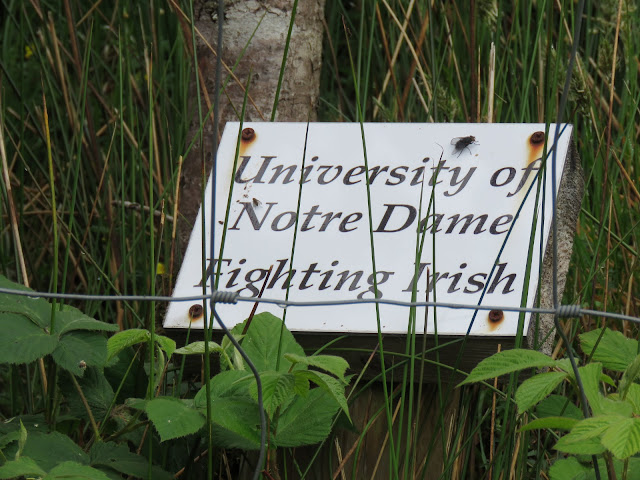 University of
Notre Dame
Fighting Irish